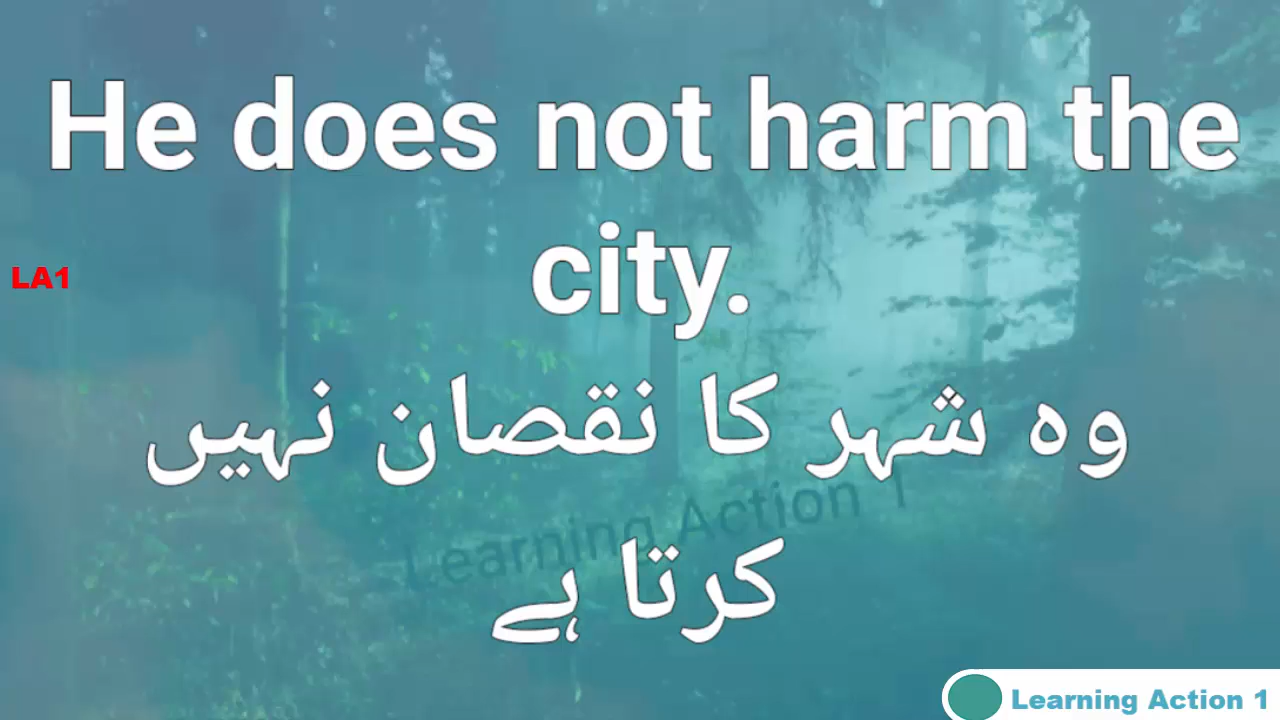 He does not harm the
city.
LA1
وہ شہر کا نقصان نہیں
Learning Action 1
کرتا ہے
Learning Action 1